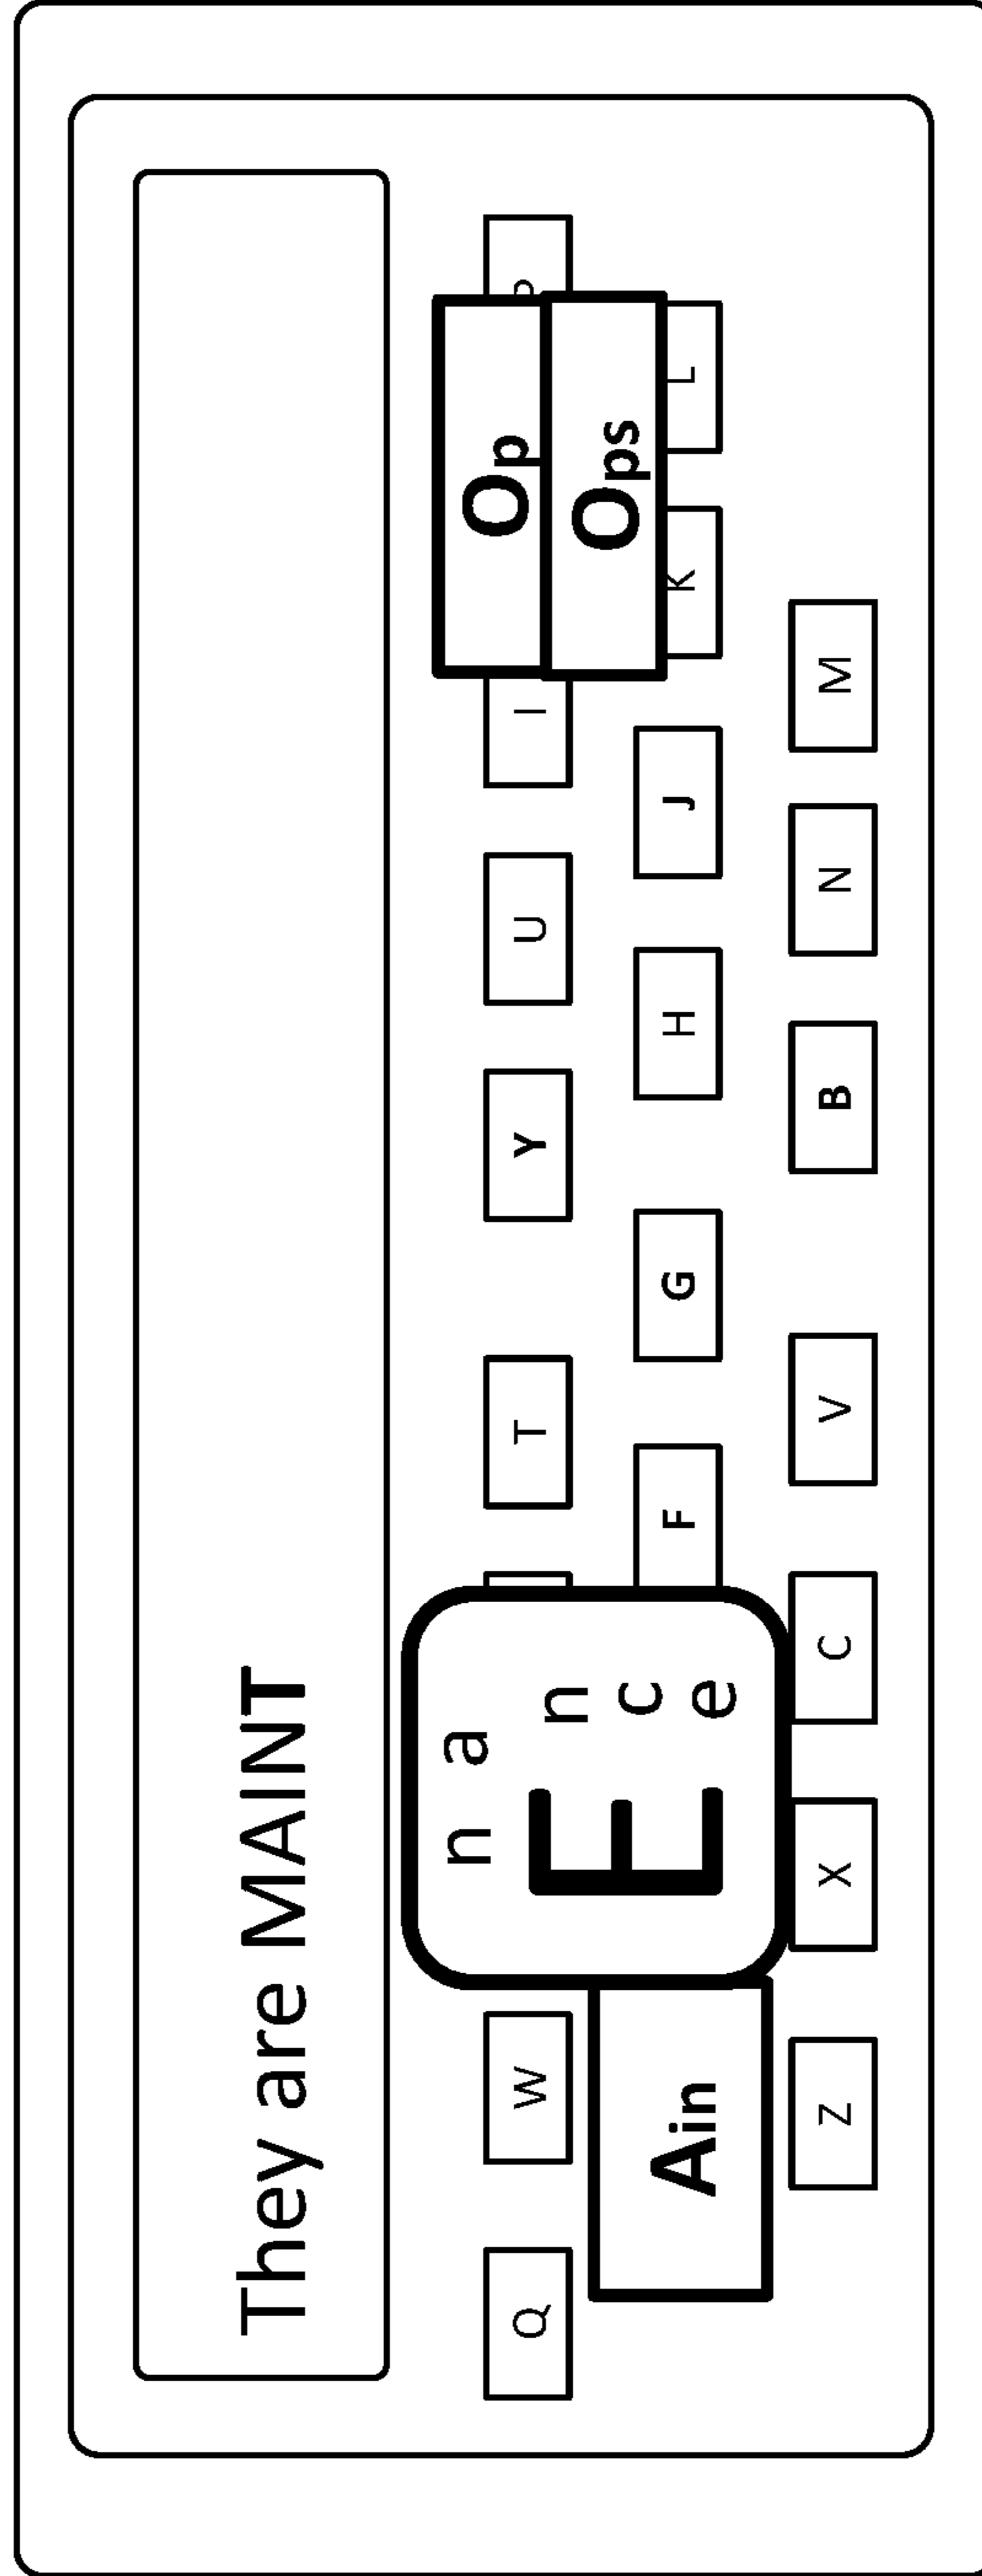 They are MAINT
Op
Ops
n a
E n c e
Ain
Q W T Y U I P
F G H J K L
Z X C V B N M